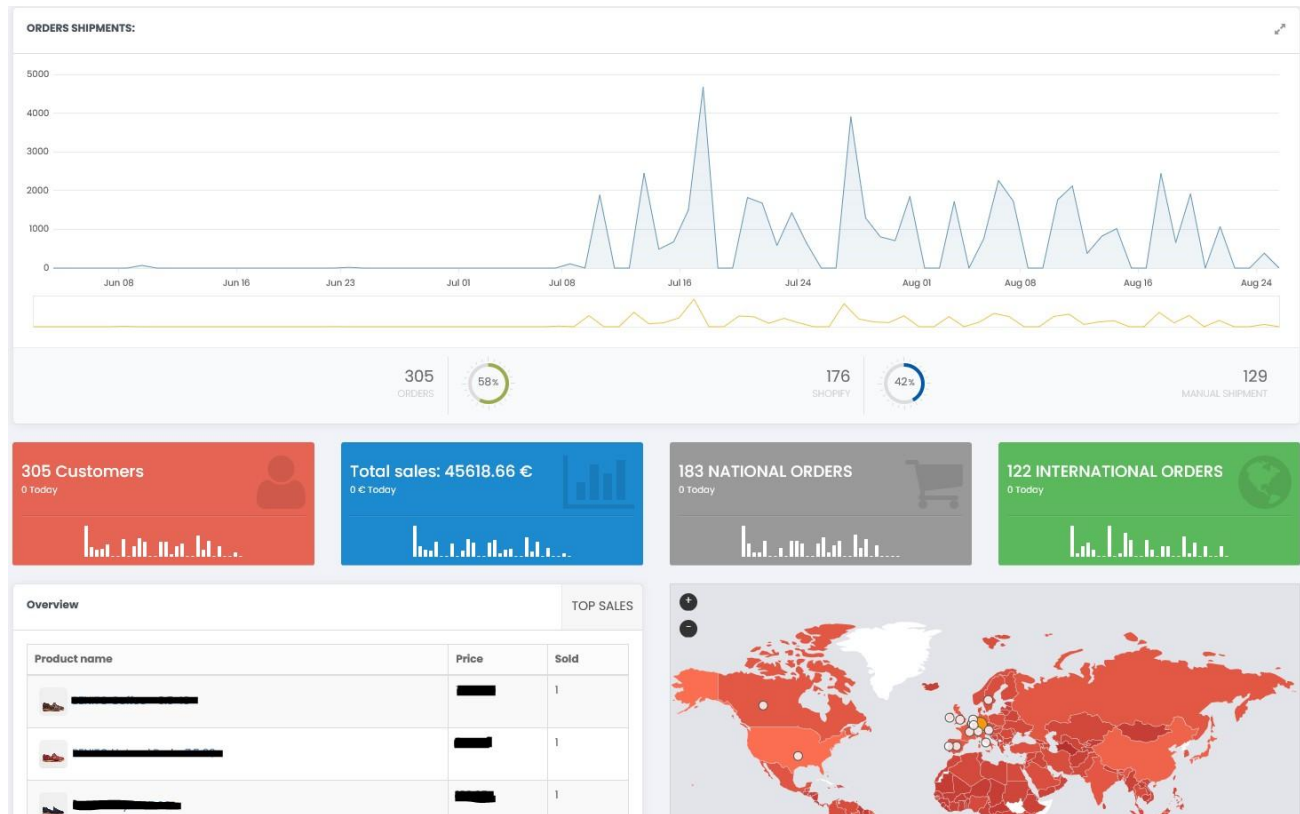 ORDERS SHIPMENTS:
5000
4000
3000
2000
1000
0
Jun 08 Jun 16 Jun 23 Jul 01 Jul 08 Jul 16 Jul 24 Aug 01 Aug 08 Aug 16 Aug 24
305
ORDERS
58%
176
SHOPIFY
42%
129
MANUAL SHIPMENT
305 Customers
0 Today
Total sales: 45618.66 €
0 € Today
183 NATIONAL ORDERS
0 Today
122 INTERNATIONAL ORDERS
0 Today
Overview
TOP SALES
Product name Price Sold
1
1
1
+
-